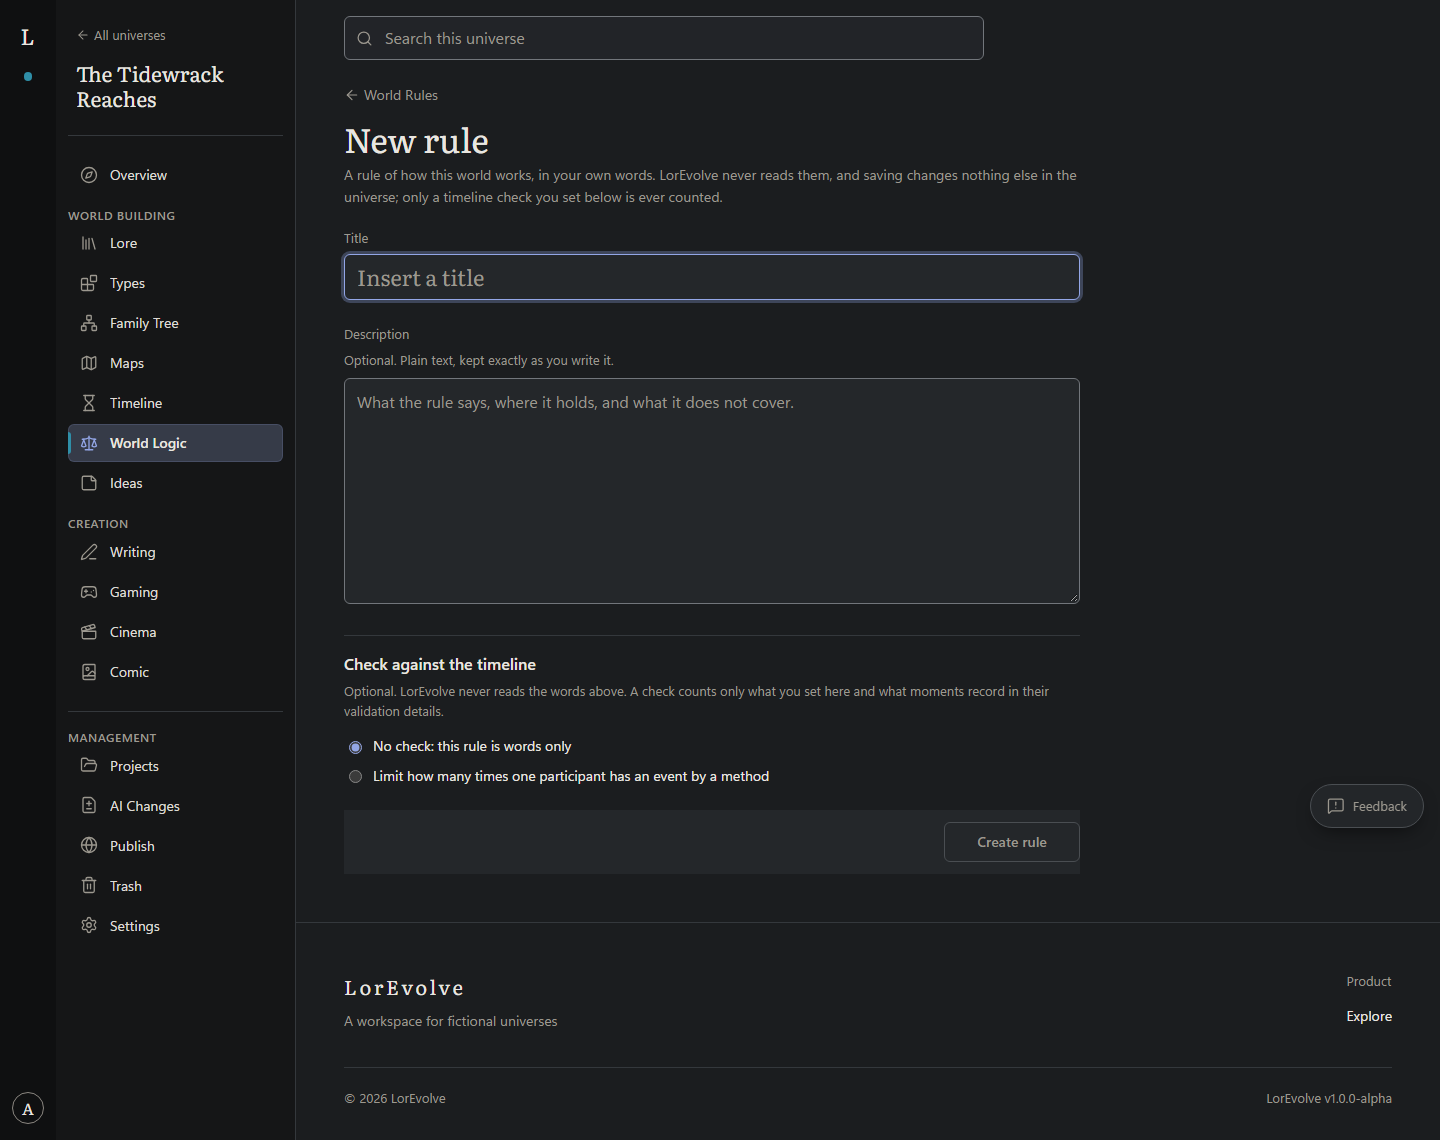 L
← All universes
The Tidewrack
Reaches
Overview
WORLD BUILDING
Lore
Types
Family Tree
Maps
Timeline
World Logic
Ideas
CREATION
Writing
Gaming
Cinema
Comic
MANAGEMENT
Projects
AI Changes
Publish
Trash
Settings
A
Search this universe
← World Rules
New rule
A rule of how this world works, in your own words. LorEvolve never reads them, and saving changes nothing else in the
universe; only a timeline check you set below is ever counted.
Title
Insert a title
Description
Optional. Plain text, kept exactly as you write it.
What the rule says, where it holds, and what it does not cover.
Check against the timeline
Optional. LorEvolve never reads the words above. A check counts only what you set here and what moments record in their
validation details.
No check: this rule is words only
Limit how many times one participant has an event by a method
Create rule
Feedback
LorEvolve
A workspace for fictional universes
Product
Explore
© 2026 LorEvolve
LorEvolve v1.0.0-alpha